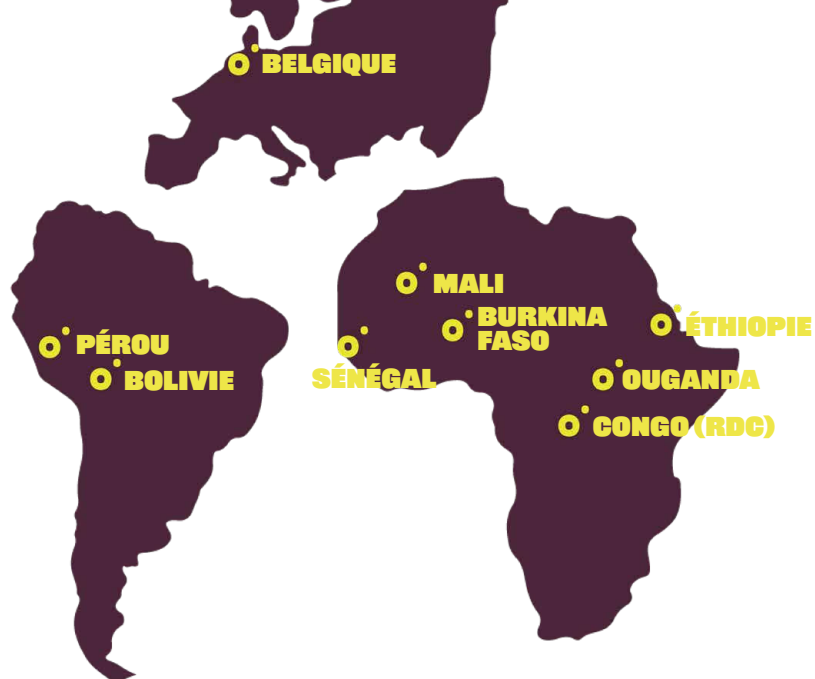 BELGIQUE
MALI
BURKINA
FASO
ÉTHIOPIE
PÉROU
BOLIVIE
SÉNÉGAL
OUGANDA
CONGO (RDC)